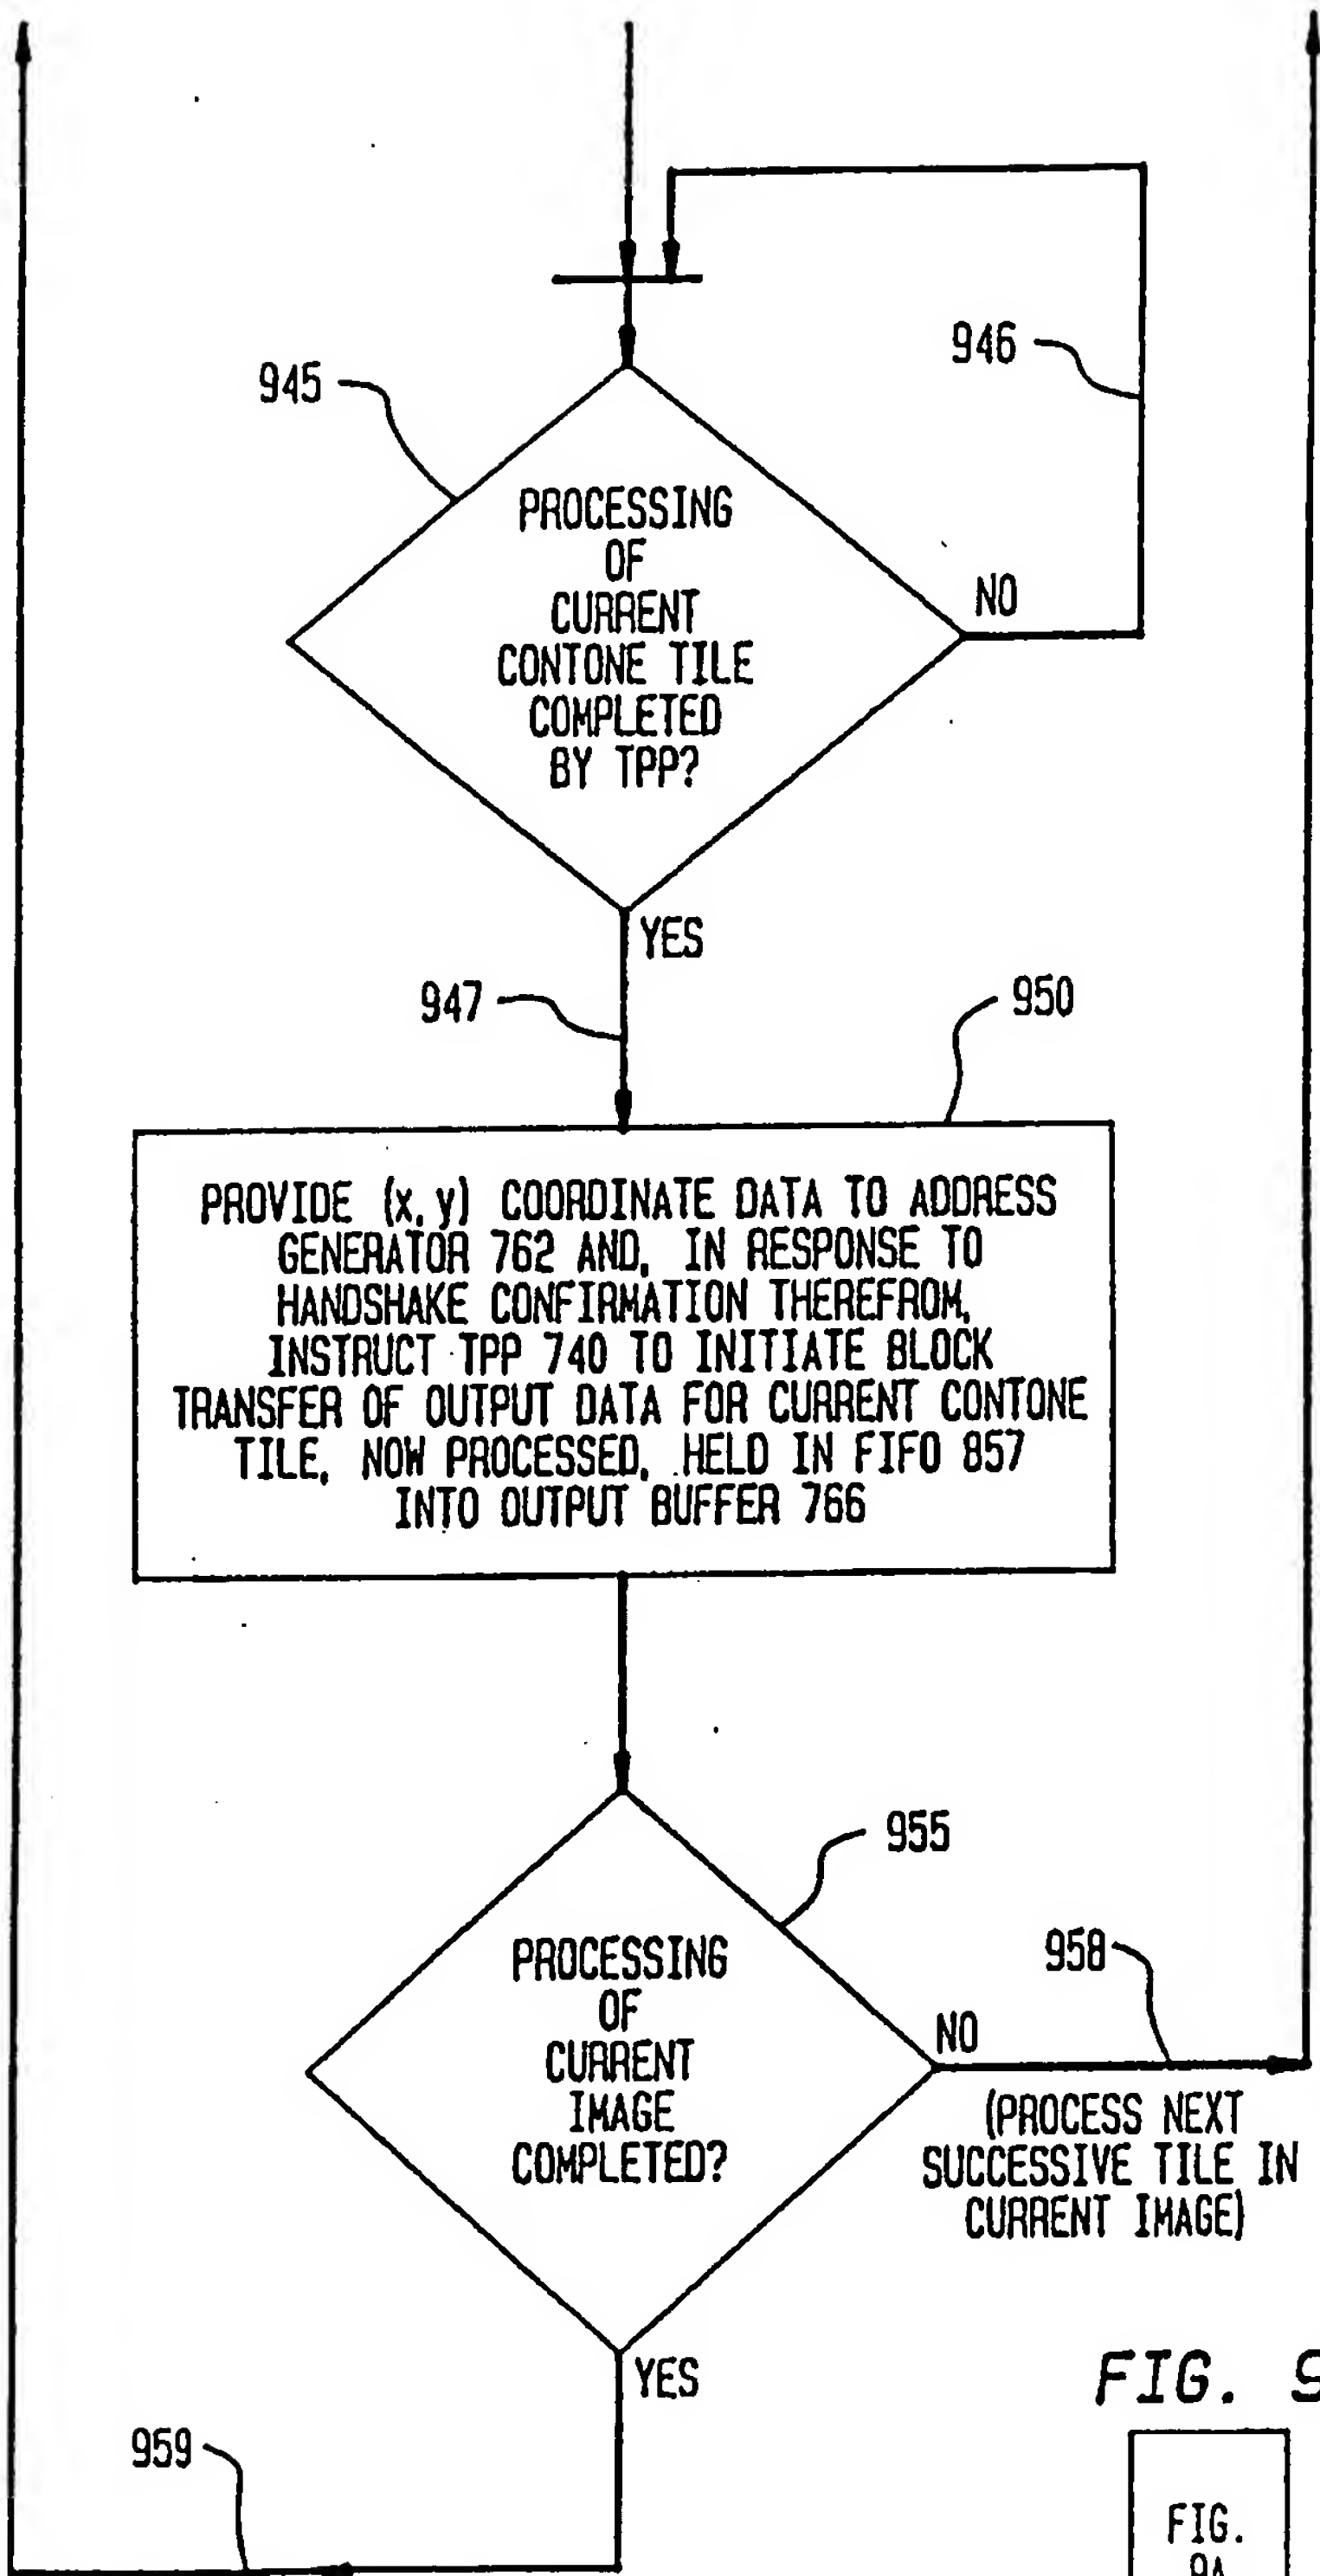 946
945
PROCESSING
OF
CURRENT
CONTONE TILE
COMPLETED
BY TPP?
NO
YES
947
950
PROVIDE (x, y) COORDINATE DATA TO ADDRESS
GENERATOR 762 AND, IN RESPONSE TO
HANDSHAKE CONFIRMATION THEREFROM,
INSTRUCT TPP 740 TO INITIATE BLOCK
TRANSFER OF OUTPUT DATA FOR CURRENT CONTONE
TILE, NOW PROCESSED, HELD IN FIFO 857
INTO OUTPUT BUFFER 766
955
PROCESSING
OF
CURRENT
IMAGE
COMPLETED?
958
NO
(PROCESS NEXT
SUCCESSIVE TILE IN
CURRENT IMAGE)
YES
FIG. 9
959
FIG.
9A